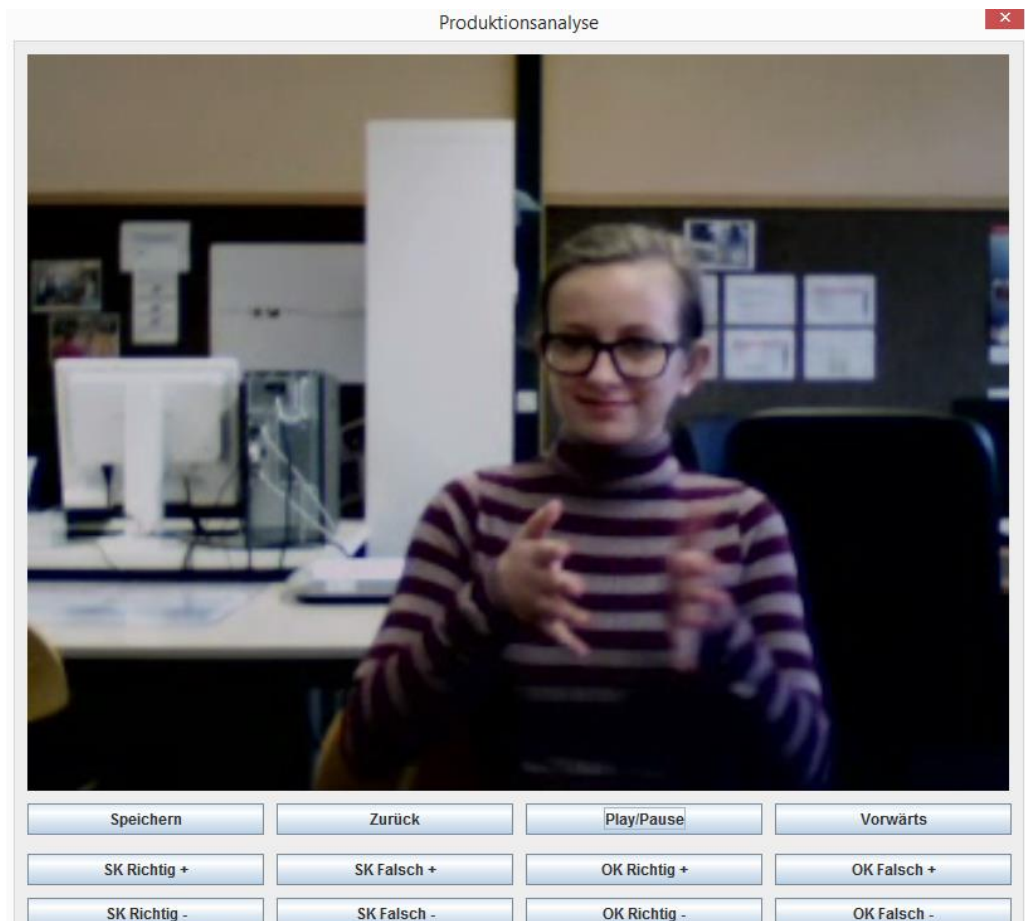 Produktionsanalyse
Speichern Zurück Play/Pause Vorwärts
SK Richtig + SK Falsch + OK Richtig + OK Falsch +
SK Richtig - SK Falsch - OK Richtig - OK Falsch -